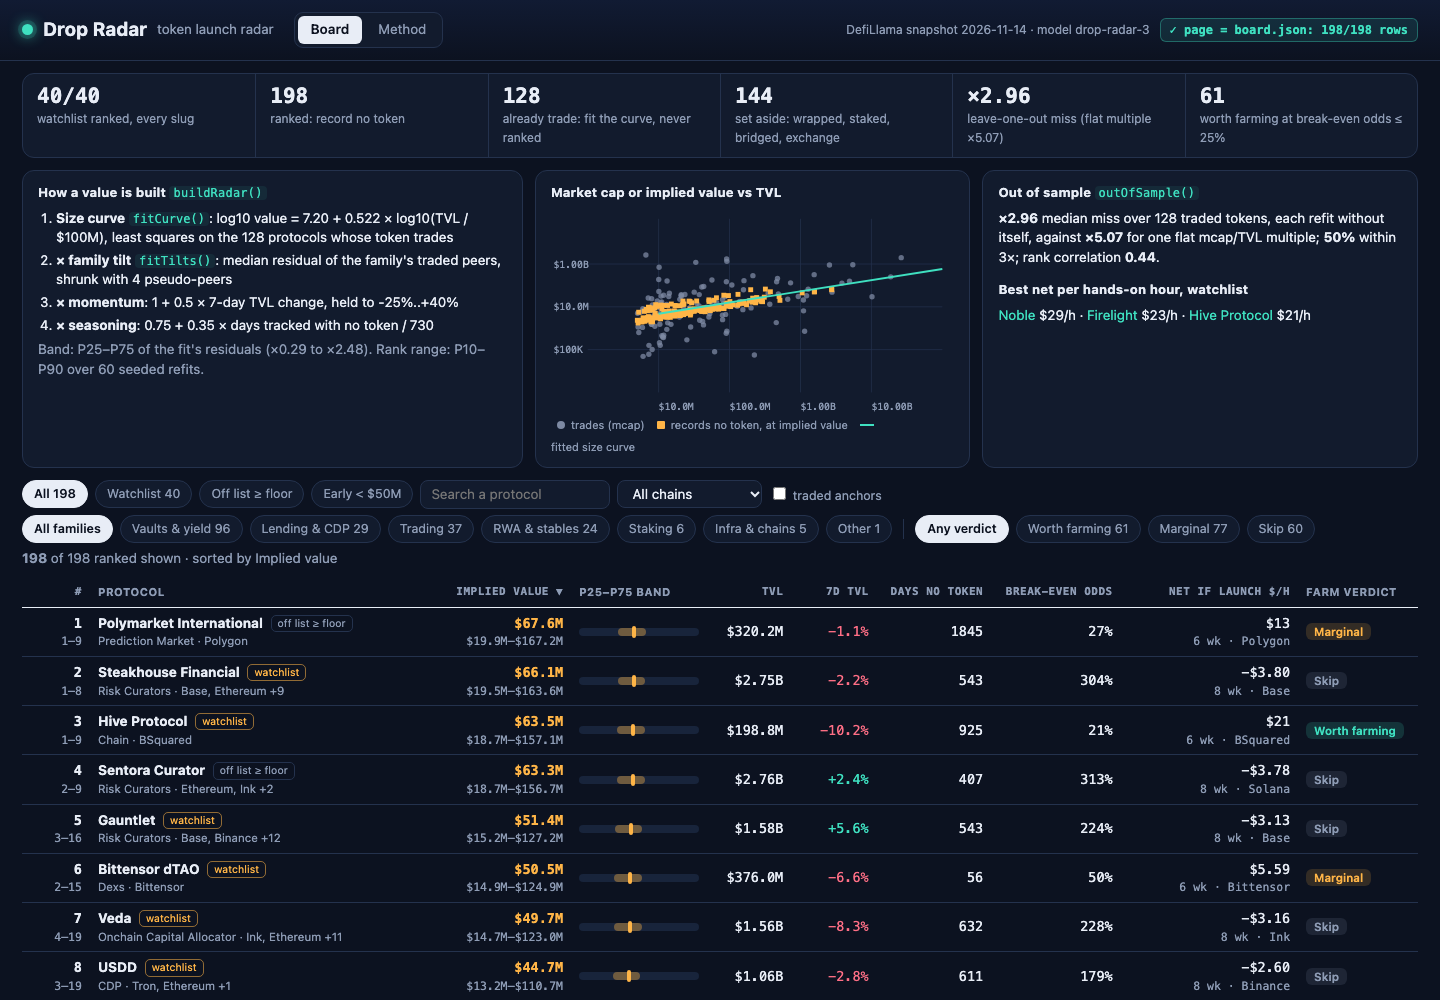 Drop Radar token launch radar Board Method DefiLlama snapshot 2026-11-14 · model drop-radar-3 ✓ page = board.json: 198/198 rows
40/40
watchlist ranked, every slug
198
ranked: record no token
128
already trade: fit the curve, never
ranked
144
set aside: wrapped, staked,
bridged, exchange
×2.96
leave-one-out miss (flat multiple
×5.07)
61
worth farming at break-even odds ≤
25%
How a value is built buildRadar()
1. Size curve fitCurve() : log10 value = 7.20 + 0.522 × log10(TVL /
$100M), least squares on the 128 protocols whose token
trades
2. × family tilt fitTilts() : median residual of the family's traded peers,
shrunk with 4 pseudo-peers
3. × momentum: 1 + 0.5 × 7-day TVL change, held to -25%..+40%
4. × seasoning: 0.75 + 0.35 × days tracked with no token / 730
Band: P25–P75 of the fit's residuals (×0.29 to ×2.48). Rank range: P10–
P90 over 60 seeded refits.
Market cap or implied value vs TVL
$1.00B
$10.0M
$100K
$10.0M $100.0M $1.00B $10.00B
trades (mcap) records no token, at implied value
fitted size curve
Out of sample outOfSample()
×2.96 median miss over 128 traded tokens, each refit without
itself, against ×5.07 for one flat mcap/TVL multiple; 50% within
3×; rank correlation 0.44.
Best net per hands-on hour, watchlist
Noble $29/h · Firelight $23/h · Hive Protocol $21/h
All 198 Watchlist 40 Off list ≥ floor Early < $50M Search a protocol All chains traded anchors
All families Vaults & yield 96 Lending & CDP 29 Trading 37 RWA & stables 24 Staking 6 Infra & chains 5 Other 1 Any verdict Worth farming 61 Marginal 77 Skip 60
198 of 198 ranked shown · sorted by Implied value
# PROTOCOL IMPLIED VALUE ▼ P25–P75 BAND TVL 7D TVL DAYS NO TOKEN BREAK-EVEN ODDS NET IF LAUNCH $/H FARM VERDICT
1 Polymarket International off list ≥ floor $67.6M $320.2M −1.1% 1845 27% $13 Marginal
1–9 Prediction Market · Polygon $19.9M–$167.2M 6 wk · Polygon
2 Steakhouse Financial watchlist $66.1M $2.75B −2.2% 543 304% −$3.80 Skip
1–8 Risk Curators · Base, Ethereum +9 $19.5M–$163.6M 8 wk · Base
3 Hive Protocol watchlist $63.5M $198.8M −10.2% 925 21% $21 Worth farming
1–9 Chain · BSquared $18.7M–$157.1M 6 wk · BSquared
4 Sentora Curator off list ≥ floor $63.3M $2.76B +2.4% 407 313% −$3.78 Skip
2–9 Risk Curators · Ethereum, Ink +2 $18.7M–$156.7M 8 wk · Solana
5 Gauntlet watchlist $51.4M $1.58B +5.6% 543 224% −$3.13 Skip
3–16 Risk Curators · Base, Binance +12 $15.2M–$127.2M 8 wk · Base
6 Bittensor dTAO watchlist $50.5M $376.0M −6.6% 56 50% $5.59 Marginal
2–15 Dexs · Bittensor $14.9M–$124.9M 6 wk · Bittensor
7 Veda watchlist $49.7M $1.56B −8.3% 632 228% −$3.16 Skip
4–19 Onchain Capital Allocator · Ink, Ethereum +11 $14.7M–$123.0M 8 wk · Ink
8 USDD watchlist $44.7M $1.06B −2.8% 611 179% −$2.60 Skip
3–19 CDP · Tron, Ethereum +1 $13.2M–$110.7M 8 wk · Binance